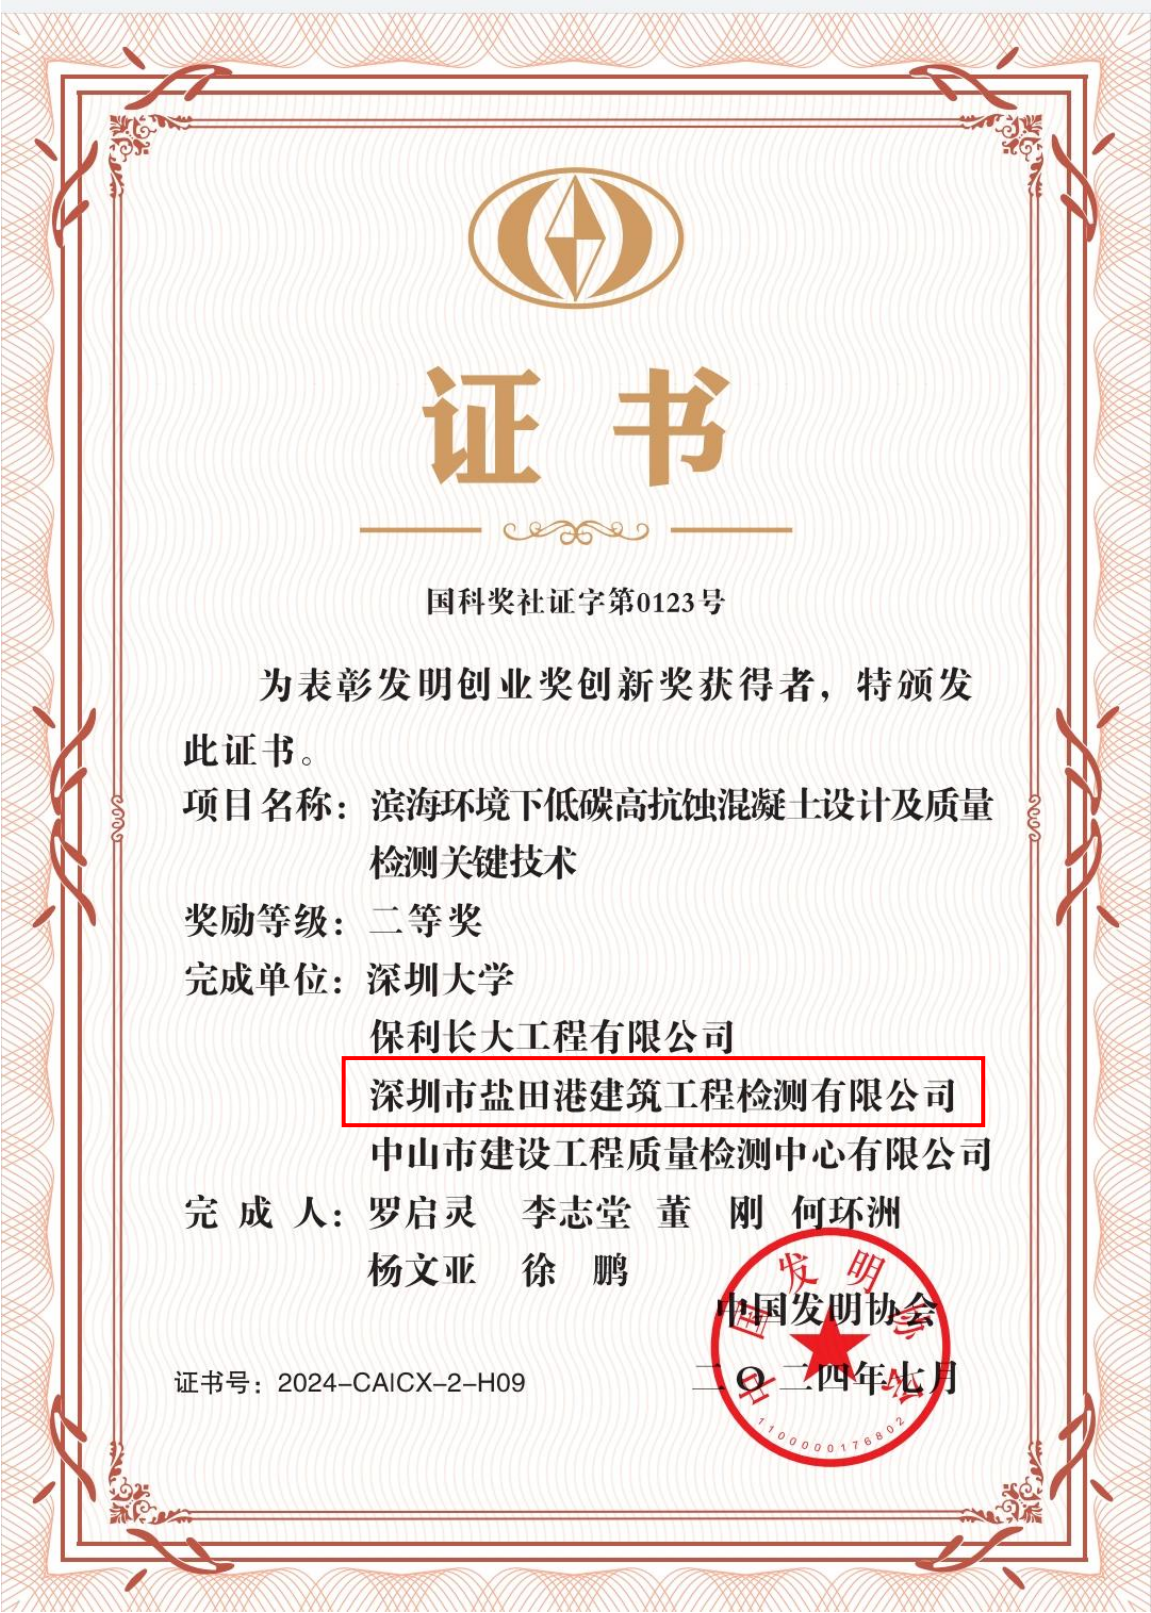 证书
国科奖社证字第0123号
为表彰发明创业奖创新奖获得者，特颁发
此证书。
项目名称：滨海环境下低碳高抗蚀混凝土设计及质量
检测关键技术
奖励等级：二等奖
完成单位：深圳大学
保利长大工程有限公司
深圳市盐田港建筑工程检测有限公司
中山市建设工程质量检测中心有限公司
完成人：罗启灵 李志堂 董刚 何环洲
杨文亚 徐鹏
中国发明协会
证书号：2024-CAICX-2-H09
二〇二四年七月
中国发明协会
1100000176802